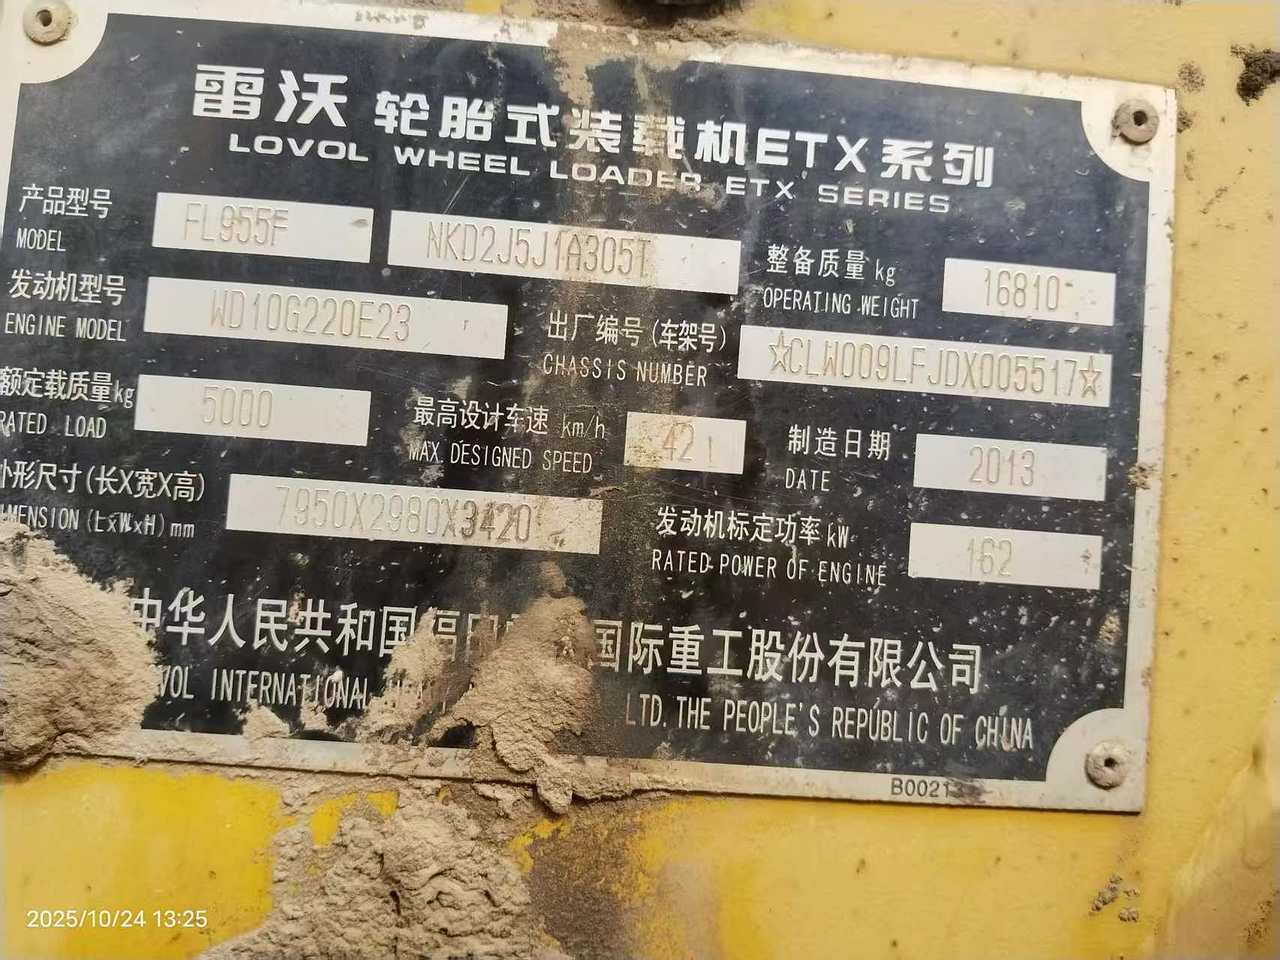 雷沃 轮胎式装载机ETX系列
LOVOL WHEEL LOADER ETX SERIES
产品型号 FL955F NKD2J5J1A305T 整备质量 kg 16810
MODEL OPERATING WEIGHT
发动机型号 WD10G220E23 出厂编号(车架号) ☆CLW009LFJDX005517☆
ENGINE MODEL CHASSIS NUMBER
额定载质量kg 5000 最高设计车速 km/h 42 制造日期 2013
RATED LOAD MAX. DESIGNED SPEED DATE
外形尺寸(长X宽X高) 7950X2980X3420 发动机标定功率 kW 162
(LxWxH) mm RATED POWER OF ENGINE
中华人民共和国 国际重工股份有限公司
INTERNATIONAL LTD. THE PEOPLE'S REPUBLIC OF CHINA
2025/10/24 13:25